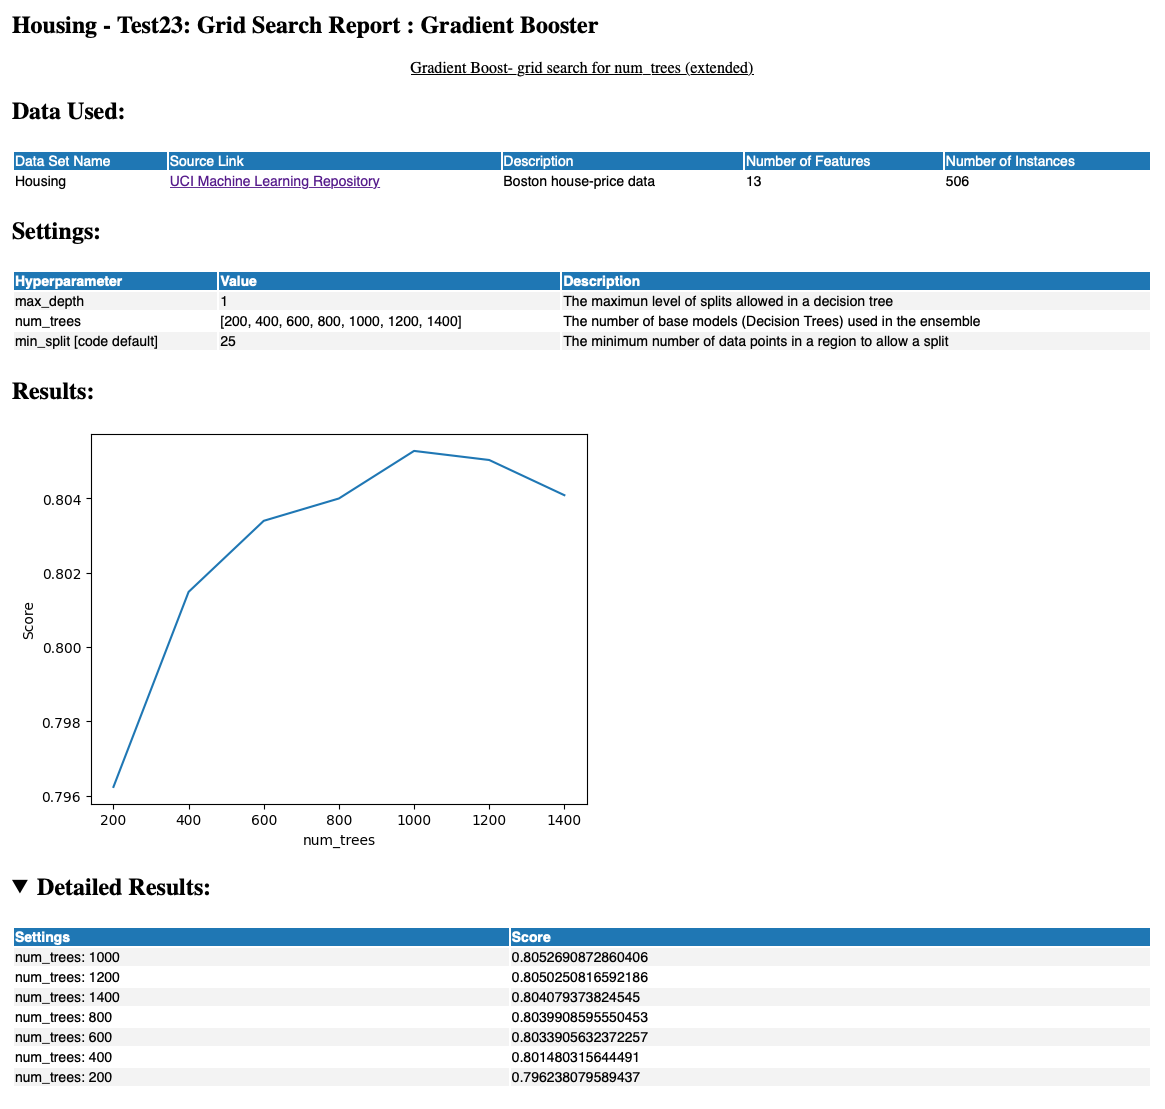 Housing - Test23: Grid Search Report : Gradient Booster
Gradient Boost- grid search for num_trees (extended)
Data Used:
Data Set Name Source Link Description Number of Features Number of Instances
Housing UCI Machine Learning Repository Boston house-price data 13 506
Settings:
Hyperparameter Value Description
max_depth 1 The maximun level of splits allowed in a decision tree
num_trees [200, 400, 600, 800, 1000, 1200, 1400] The number of base models (Decision Trees) used in the ensemble
min_split [code default] 25 The minimum number of data points in a region to allow a split
Results:
0.804
0.802
0.800
0.798
0.796
Score
200 400 600 800 1000 1200 1400
num_trees
▼ Detailed Results:
Settings Score
num_trees: 1000 0.8052690872860406
num_trees: 1200 0.8050250816592186
num_trees: 1400 0.804079373824545
num_trees: 800 0.8039908595550453
num_trees: 600 0.8033905632372257
num_trees: 400 0.801480315644491
num_trees: 200 0.796238079589437